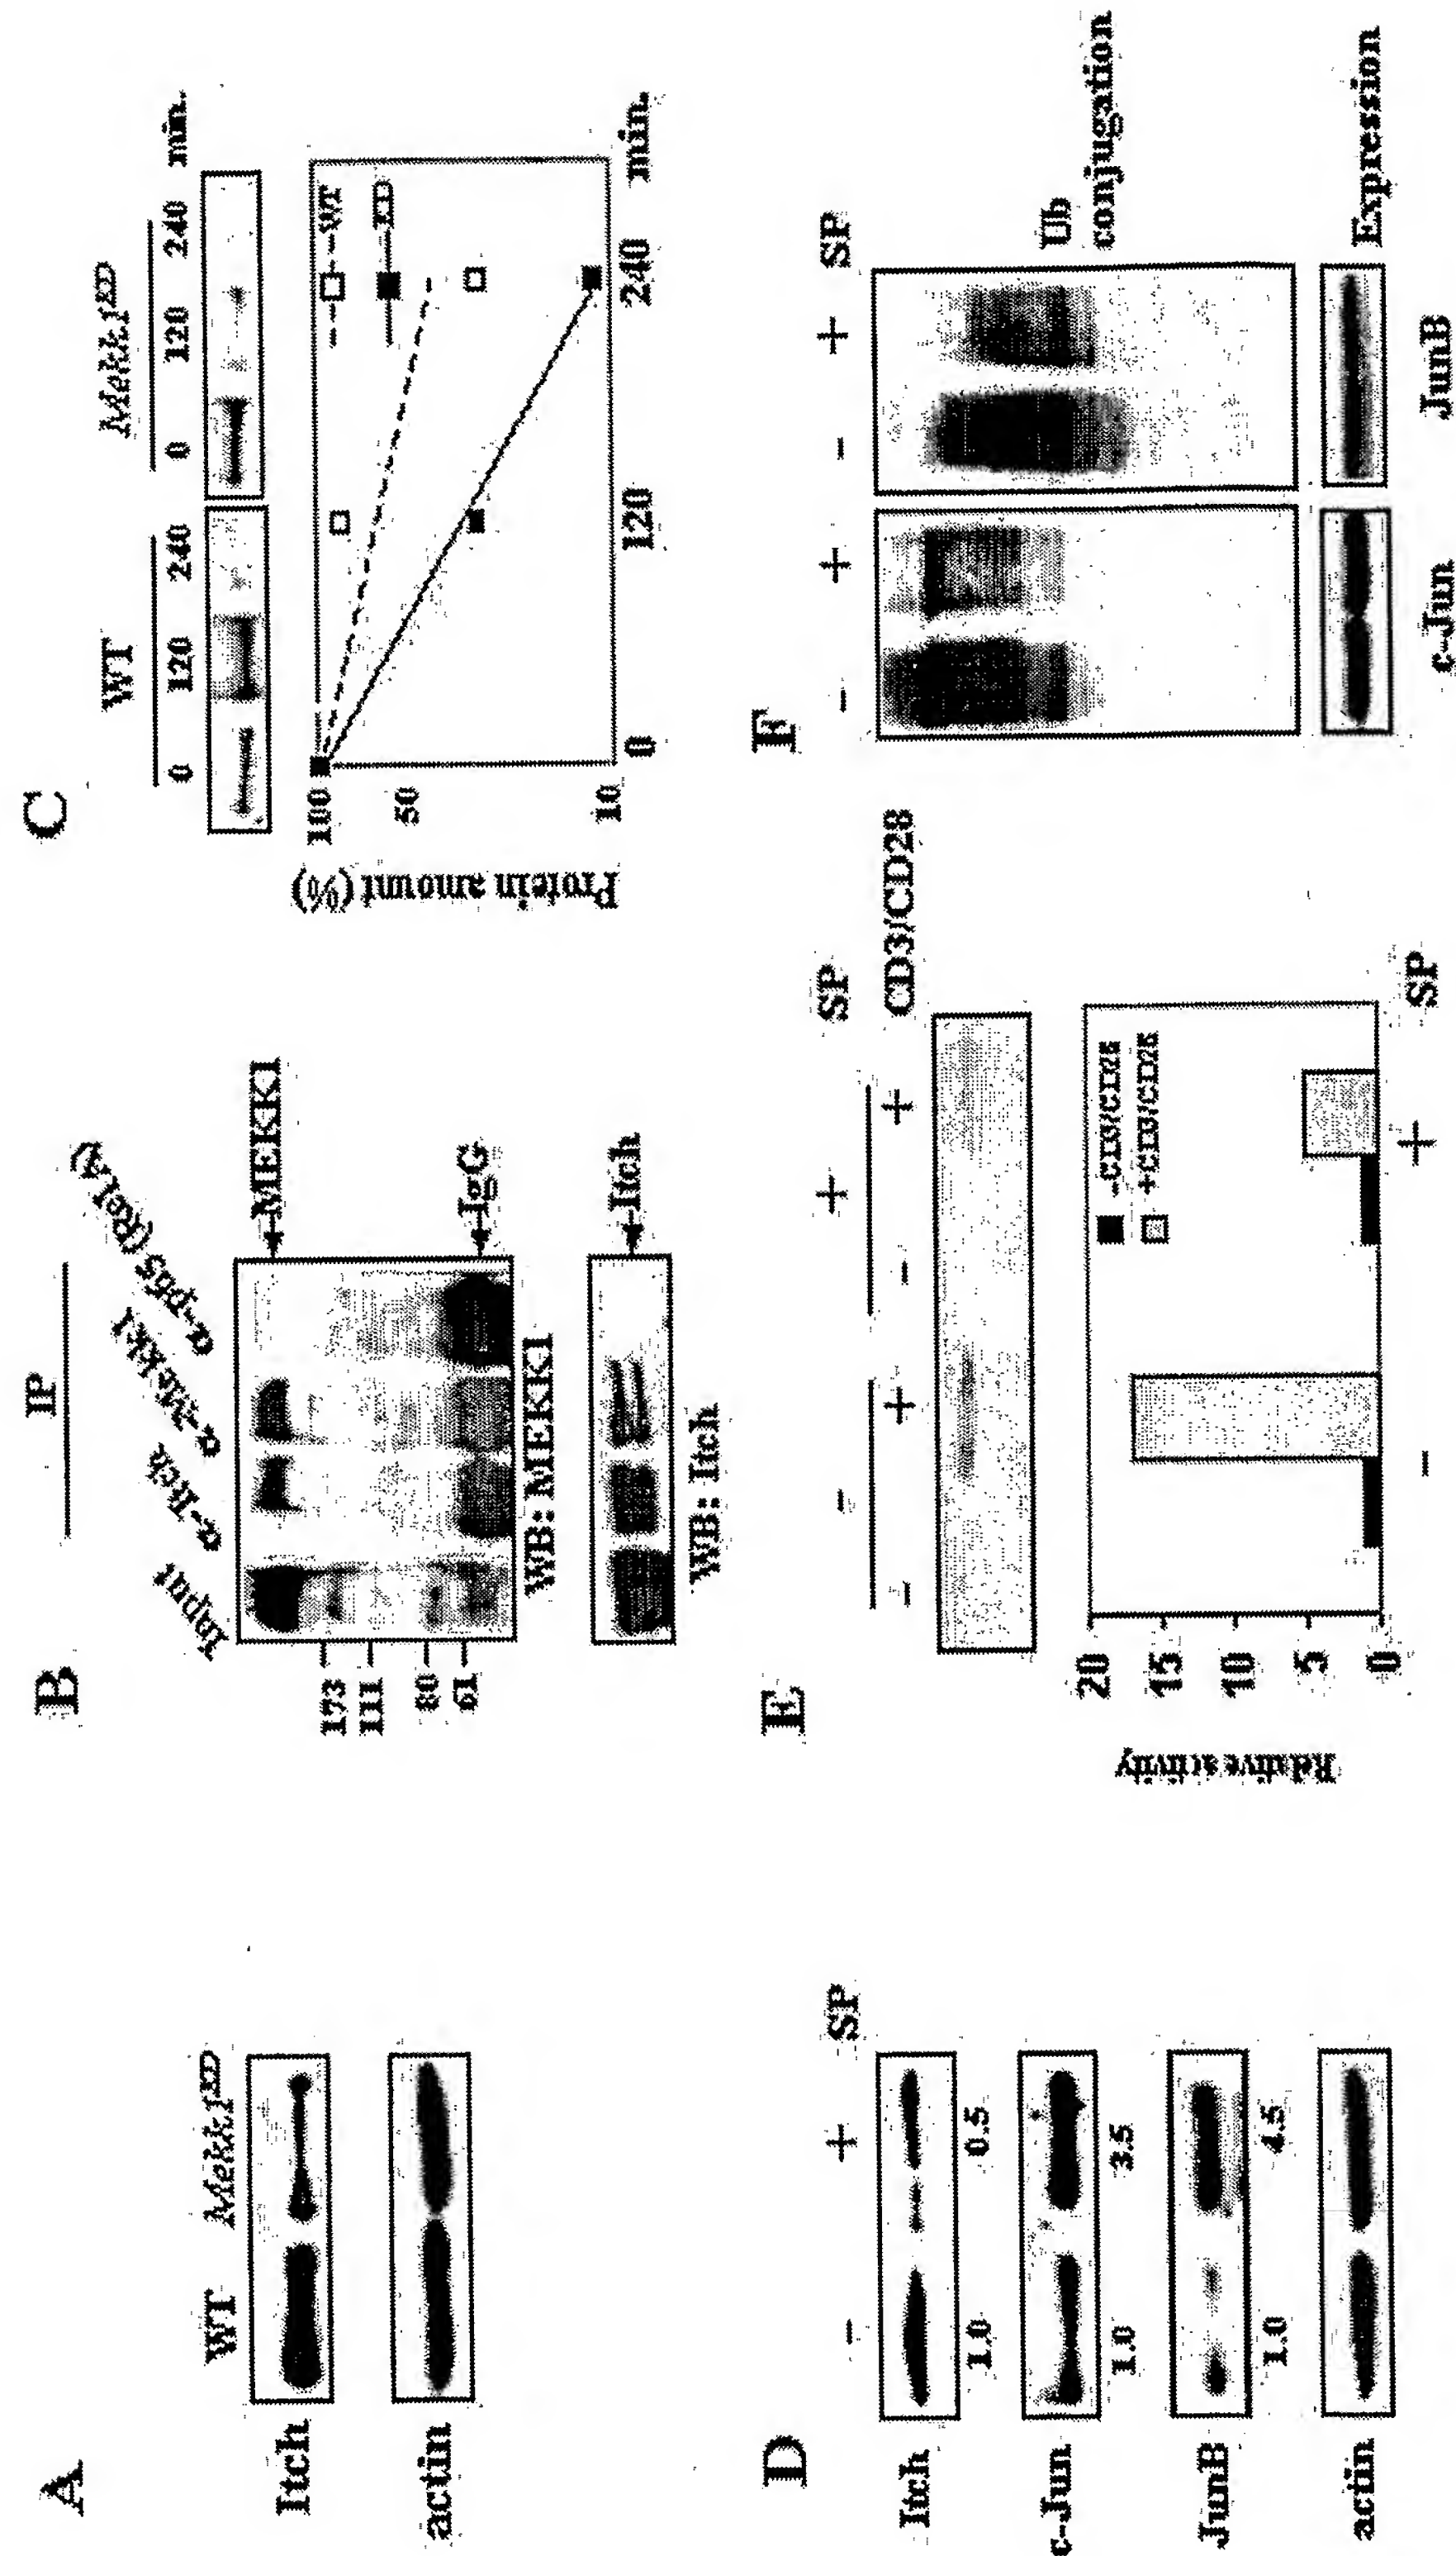 A
WT Mekk1KD
Itch
actin
B
IP
Input α-Itch α-Mekk1 α-p65 (RelA)
MEKK1
173
111
80
61
IgG
WB: MEKK1
Itch
WB: Itch
C
WT Mekk1KD
0 120 240 0 120 240 min.
Protein amount (%)
100
50
10
WT
KD
0 120 240 min.
D
- + SP
Itch
1.0 0.5
c-Jun
1.0 3.5
JunB
1.0 4.5
actin
E
- + SP
- + - + CD3/CD28
Relative activity
20
15
10
5
0
-CD3/CD28
+CD3/CD28
- + SP
F
- + - + SP
Ub
conjugation
Expression
c-Jun JunB